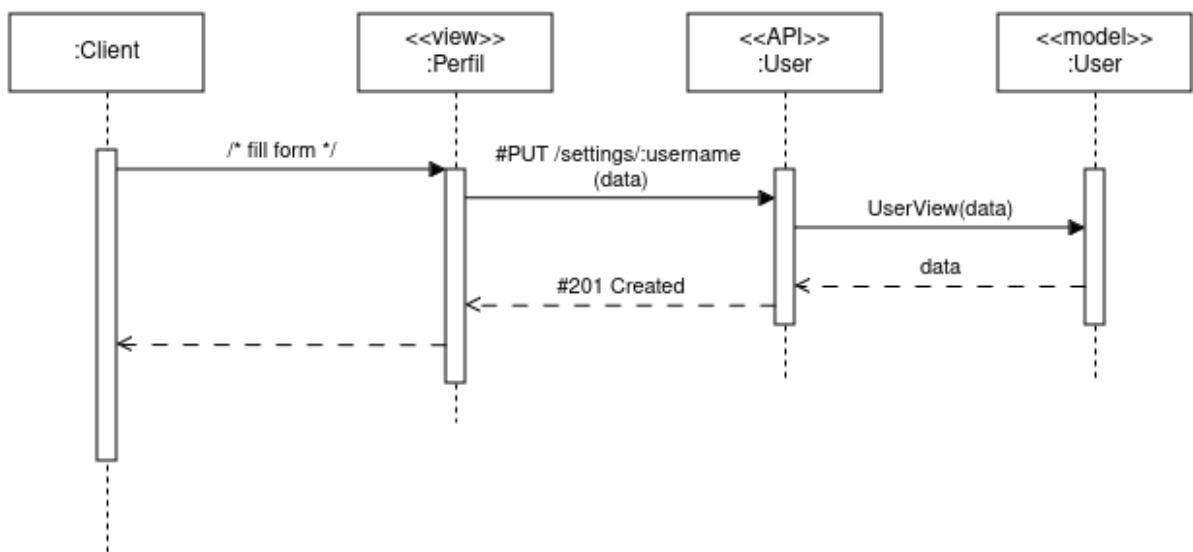 :Client
<<view>>
:Perfil
<<API>>
:User
<<model>>
:User
/* fill form */
#PUT /settings/:username
(data)
UserView(data)
data
#201 Created